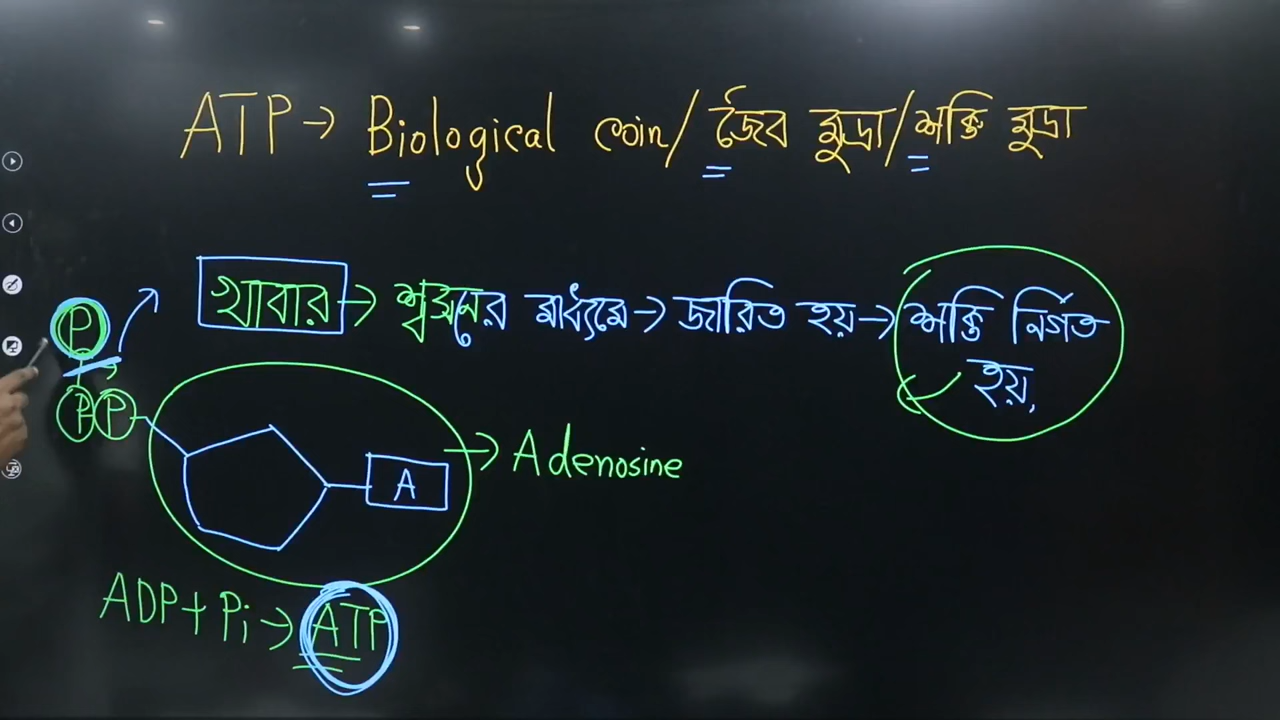 ATP → Biological coin/জৈব মুদ্রা/শক্তি মুদ্রা
খাবার → শ্বসনের মাধ্যমে → জারিত হয় → শক্তি নির্গত
হয়,
P
P P
A
→ Adenosine
ADP + Pi → ATP